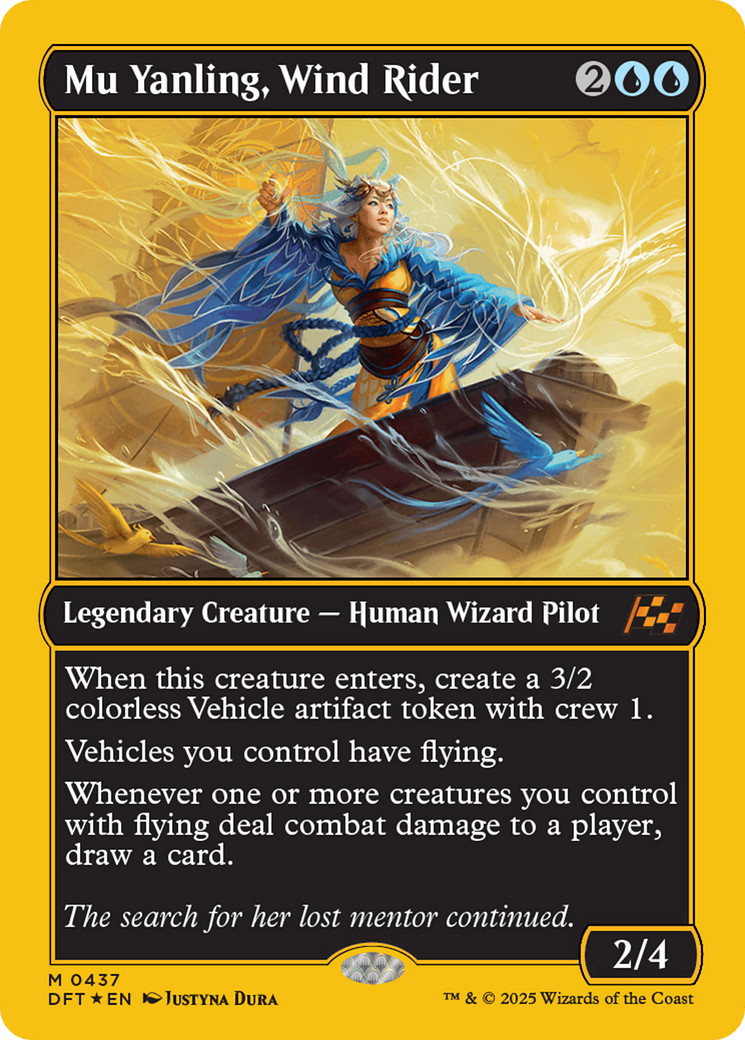 Mu Yanling, Wind Rider 2
Legendary Creature — Human Wizard Pilot
When this creature enters, create a 3/2
colorless Vehicle artifact token with crew 1.
Vehicles you control have flying.
Whenever one or more creatures you control
with flying deal combat damage to a player,
draw a card.
The search for her lost mentor continued.
2/4
M 0437
DFT ★ EN Justyna Dura
™ & © 2025 Wizards of the Coast